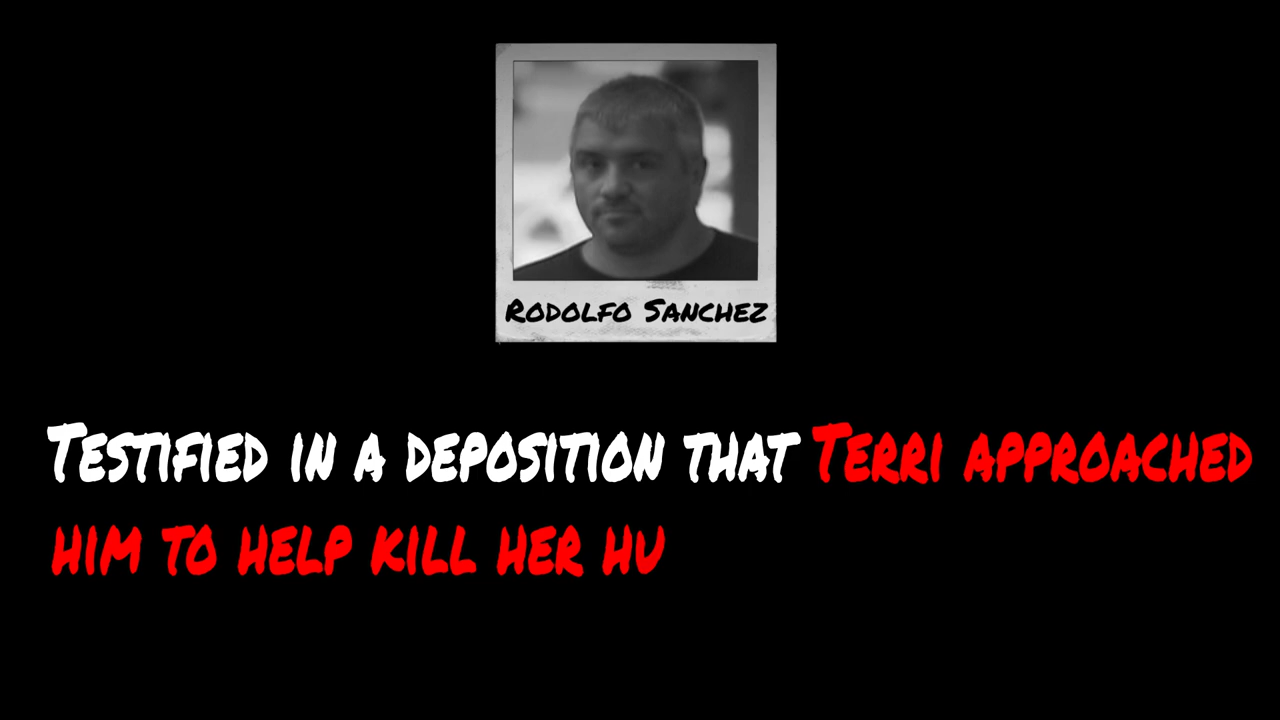 Rodolfo Sanchez
Testified in a deposition that Terri approached
him to help kill her hu